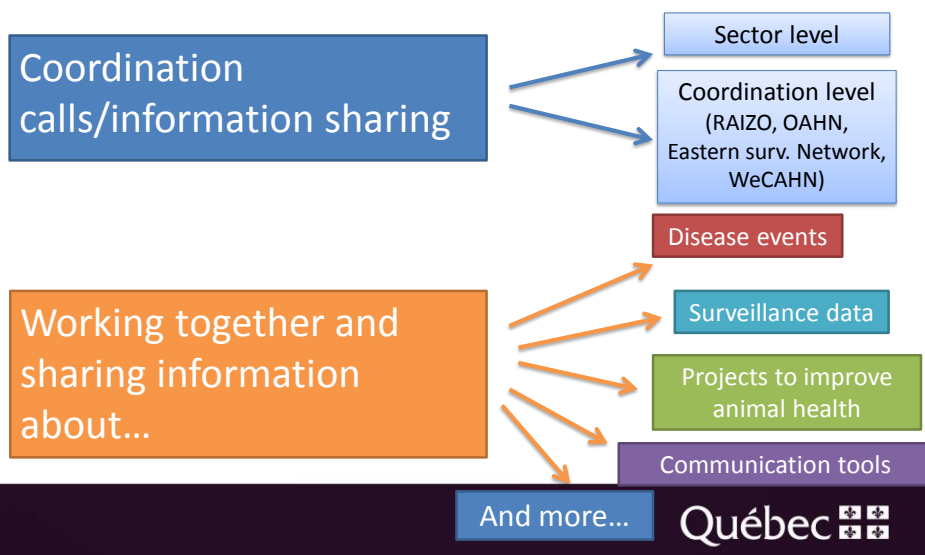 Coordination
calls/information sharing
Sector level
Coordination level
(RAIZO, OAHN,
Eastern surv. Network,
WeCAHN)
Working together and
sharing information
about…
Disease events
Surveillance data
Projects to improve
animal health
Communication tools
And more…
Québec